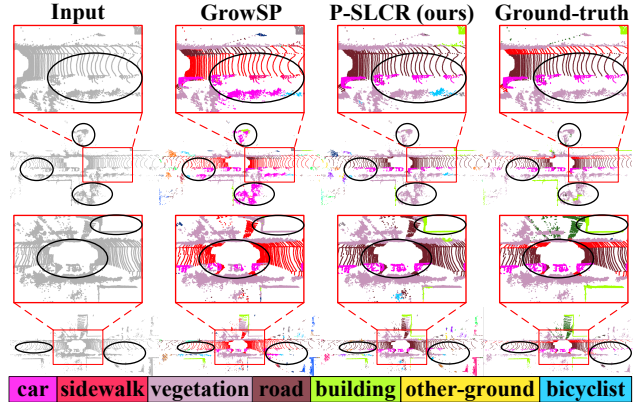 Input GrowSP P-SLCR (ours) Ground-truth
car sidewalk vegetation road building other-ground bicyclist